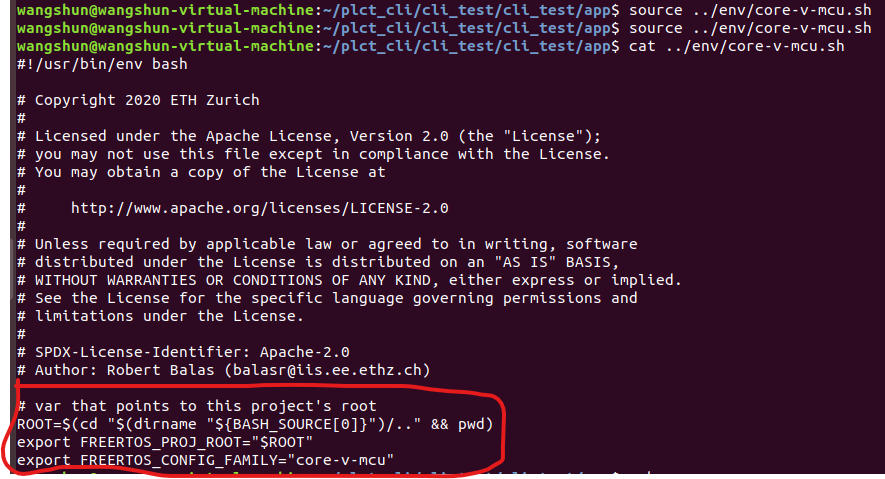 wangshun@wangshun-virtual-machine:~/plct_cli/cli_test/cli_test/app$ source ../env/core-v-mcu.sh
wangshun@wangshun-virtual-machine:~/plct_cli/cli_test/cli_test/app$ source ../env/core-v-mcu.sh
wangshun@wangshun-virtual-machine:~/plct_cli/cli_test/cli_test/app$ cat ../env/core-v-mcu.sh
#!/usr/bin/env bash
# Copyright 2020 ETH Zurich
#
# Licensed under the Apache License, Version 2.0 (the "License");
# you may not use this file except in compliance with the License.
# You may obtain a copy of the License at
#
#     http://www.apache.org/licenses/LICENSE-2.0
#
# Unless required by applicable law or agreed to in writing, software
# distributed under the License is distributed on an "AS IS" BASIS,
# WITHOUT WARRANTIES OR CONDITIONS OF ANY KIND, either express or implied.
# See the License for the specific language governing permissions and
# limitations under the License.
#
# SPDX-License-Identifier: Apache-2.0
# Author: Robert Balas (balasr@iis.ee.ethz.ch)
# var that points to this project's root
ROOT=$(cd "$(dirname "${BASH_SOURCE[0]}")/.." && pwd)
export FREERTOS_PROJ_ROOT="$ROOT"
export FREERTOS_CONFIG_FAMILY="core-v-mcu"